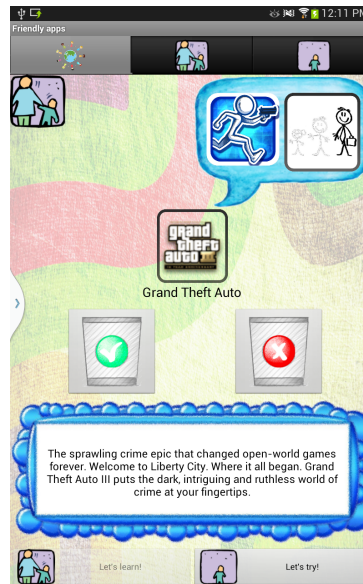 12:11 PM
Friendly apps
grand
theft
auto III
Grand Theft Auto
The sprawling crime epic that changed open-world games
forever. Welcome to Liberty City. Where it all began. Grand
Theft Auto III puts the dark, intriguing and ruthless world of
crime at your fingertips.
Let's learn!
Let's try!